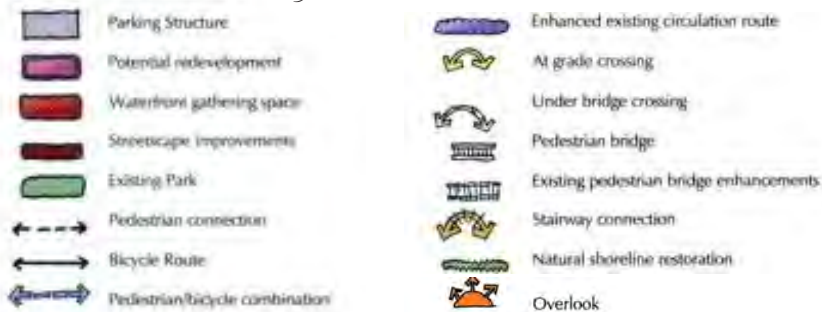 Parking Structure
Potential redevelopment
Waterfront gathering space
Streetscape improvements
Existing Park
Pedestrian connection
Bicycle Route
Pedestrian/bicycle combination
Enhanced existing circulation route
At grade crossing
Under bridge crossing
Pedestrian bridge
Existing pedestrian bridge enhancements
Stairway connection
Natural shoreline restoration
Overlook